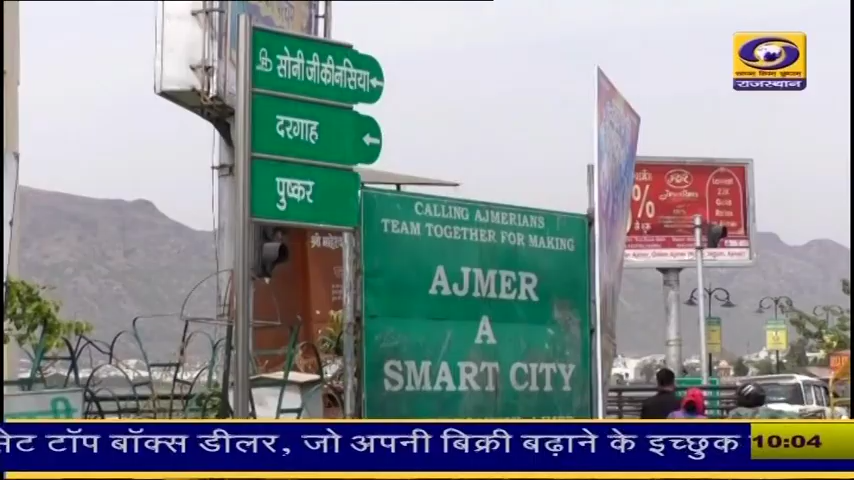 राजस्थान
सोनीजी की नसिया
दरगाह
पुष्कर
CALLING AJMERIANS
TEAM TOGETHER FOR MAKING
AJMER
A
SMART CITY
%
सेट टॉप बॉक्स डीलर, जो अपनी बिक्री बढ़ाने के इच्छुक
10:04